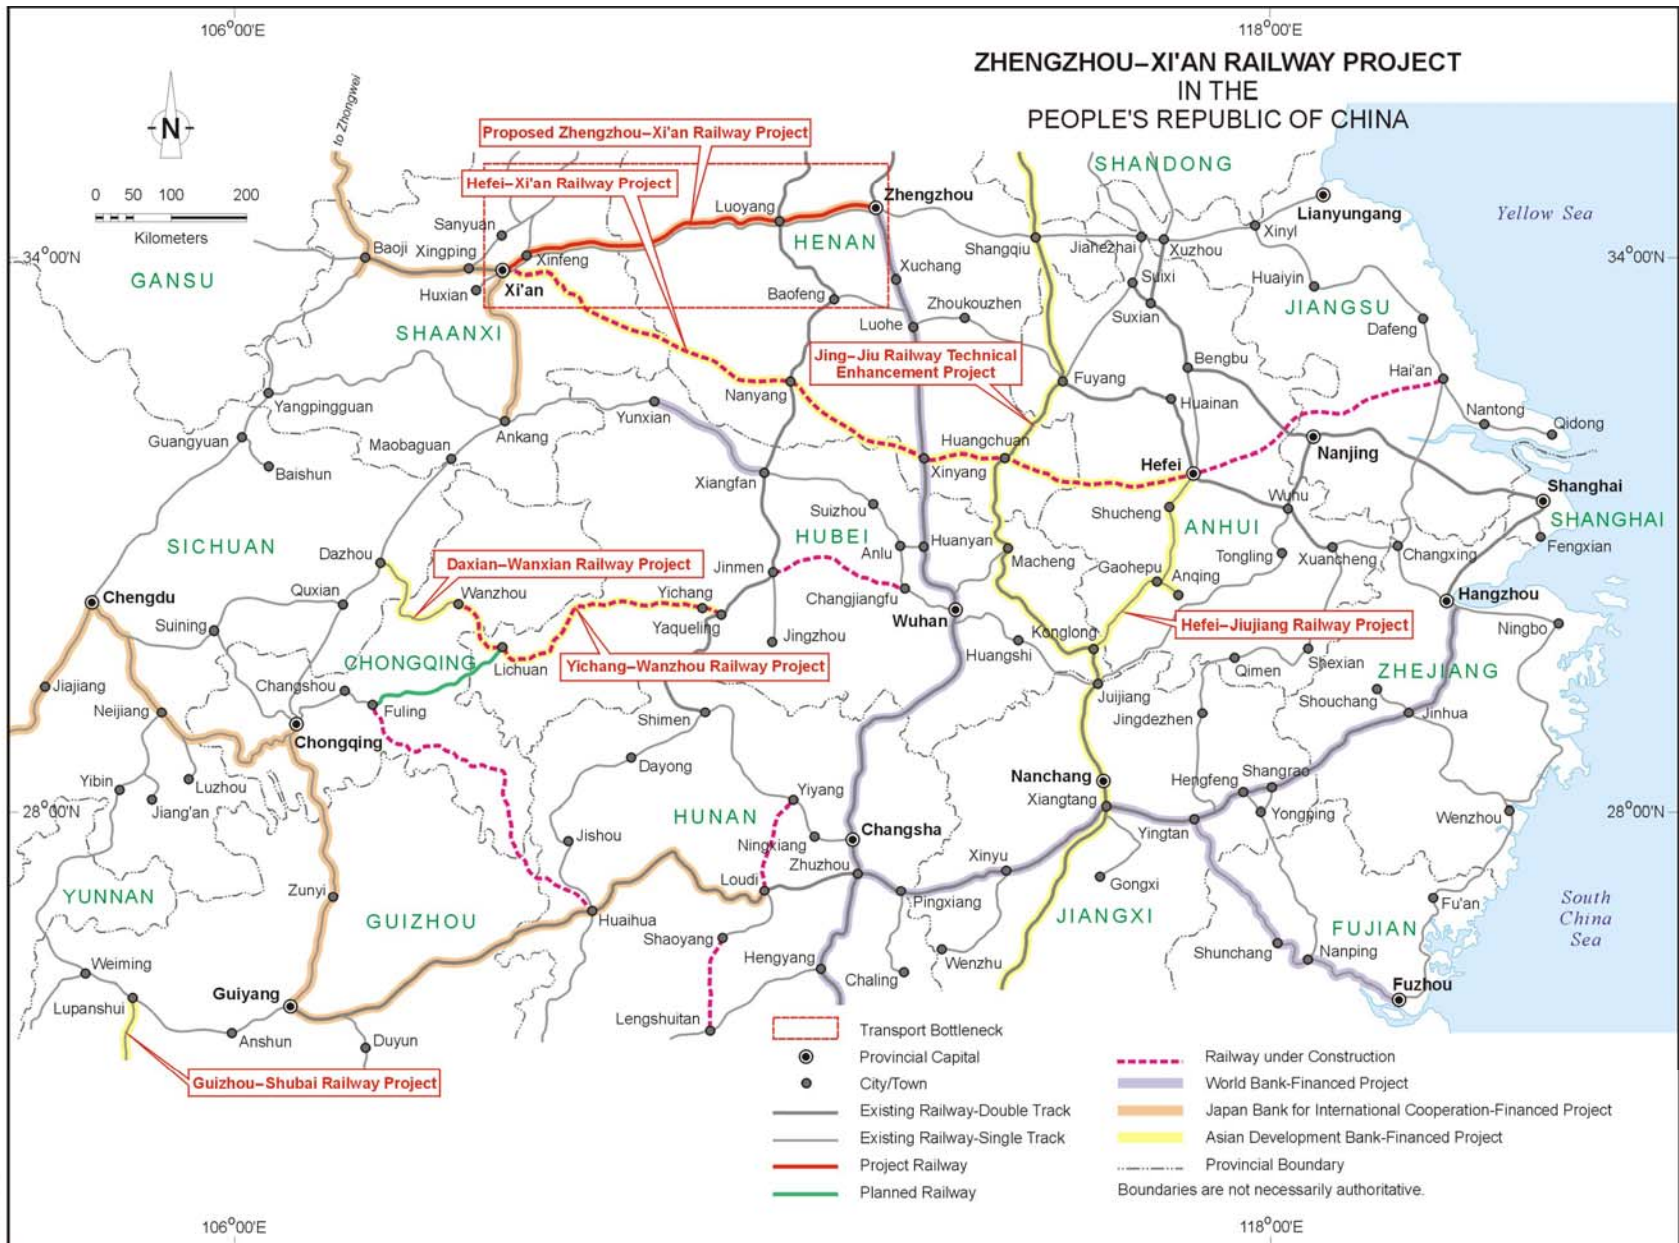 106°00'E
118°00'E
ZHENGZHOU–XI'AN RAILWAY PROJECT
IN THE
PEOPLE'S REPUBLIC OF CHINA
N
to Zhongwei
0 50 100 200
Kilometers
Proposed Zhengzhou–Xi'an Railway Project
Hefei–Xi'an Railway Project
SHANDONG
Zhengzhou
Lianyungang
Yellow Sea
Luoyang
Sanyuan
HENAN
Shangqiu
Jiahezhai
Xuzhou
Xinyl
34°00'N
Baoji
Xingping
Xinfeng
34°00'N
GANSU
Huxian
Xi'an
Xuchang
Suixi
Huaiyin
Baofeng
Zhoukouzhen
JIANGSU
SHAANXI
Luohe
Suxian
Dafeng
Jing–Jiu Railway Technical
Enhancement Project
Bengbu
Hai'an
Fuyang
Nanyang
Huainan
Yangpingguan
Yunxian
Nantong
Qidong
Guangyuan
Maobaguan
Ankang
Huangchuan
Nanjing
Baishun
Xinyang
Hefei
Xiangfan
Shanghai
Wuhu
Suizhou
Shucheng
ANHUI
SHANGHAI
SICHUAN
HUBEI
Dazhou
Anlu
Huanyan
Macheng
Tongling
Xuancheng
Changxing
Fengxian
Daxian–Wanxian Railway Project
Jinmen
Gaohepu
Anqing
Quxian
Wanzhou
Yichang
Changjiangfu
Chengdu
Hangzhou
Suining
Yaqueling
Wuhan
Hefei–Jiujiang Railway Project
Ningbo
Jingzhou
Konglong
CHONGQING
Lichuan
Yichang–Wanzhou Railway Project
Huangshi
Qimen
Shexian
ZHEJIANG
Jiajiang
Changshou
Jujiang
Shouchang
Neijiang
Fuling
Shimen
Jingdezhen
Jinhua
Chongqing
Dayong
Nanchang
Hengfeng
Shangrao
Yibin
Luzhou
Yiyang
Xiangtang
Jiang'an
28°00'N
HUNAN
Yongping
Wenzhou
28°00'N
Jishou
Ningxiang
Changsha
Yingtan
Zhuzhou
Xinyu
YUNNAN
Zunyi
Loudi
Pingxiang
Gongxi
Fu'an
South
China
Sea
GUIZHOU
Huaihua
JIANGXI
FUJIAN
Shaoyang
Weiming
Hengyang
Chaling
Wenzhu
Shunchang
Nanping
Lupanshui
Guiyang
Fuzhou
Anshun
Duyun
Lengshuitan
Guizhou–Shubai Railway Project
Transport Bottleneck
Provincial Capital
City/Town
Existing Railway-Double Track
Existing Railway-Single Track
Project Railway
Planned Railway
Railway under Construction
World Bank-Financed Project
Japan Bank for International Cooperation-Financed Project
Asian Development Bank-Financed Project
Provincial Boundary
Boundaries are not necessarily authoritative.
106°00'E
118°00'E